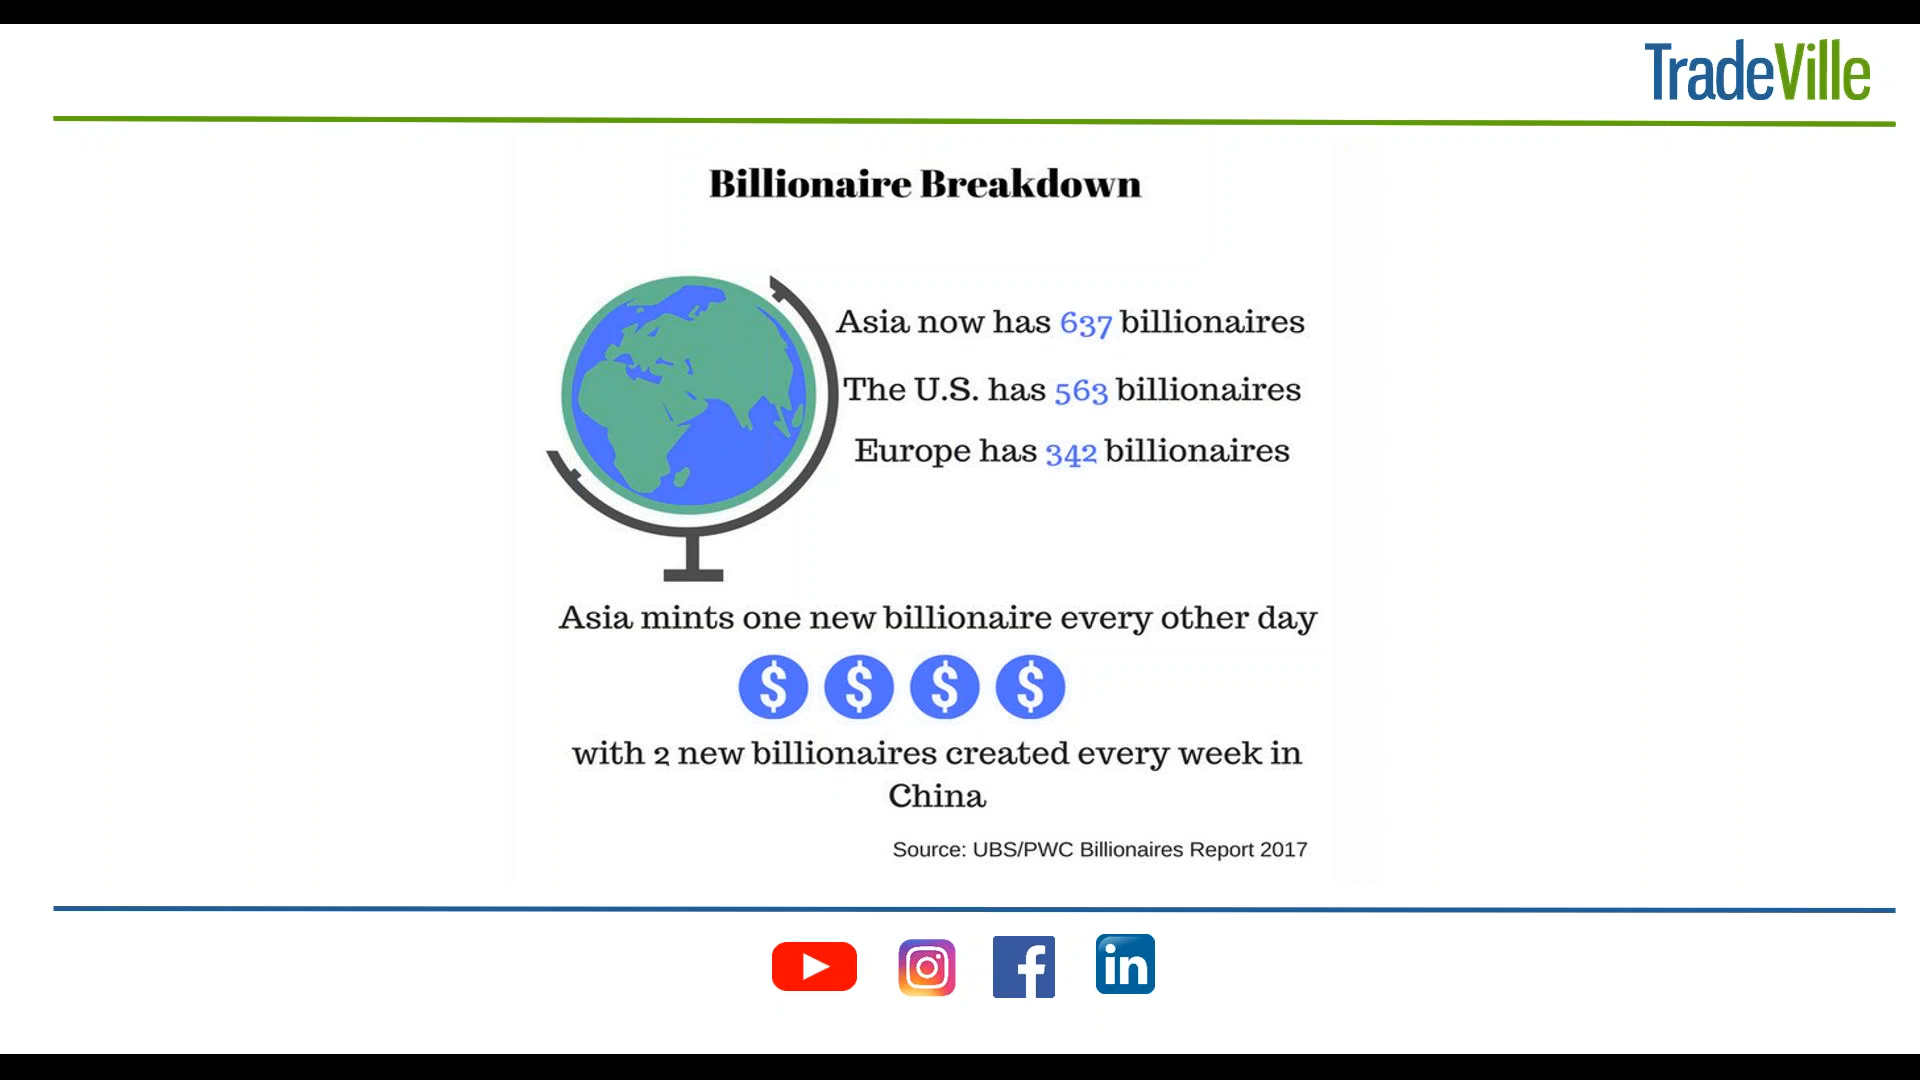 TradeVille
Billionaire Breakdown
Asia now has 637 billionaires
The U.S. has 563 billionaires
Europe has 342 billionaires
Asia mints one new billionaire every other day
$ $ $ $
with 2 new billionaires created every week in
China
Source: UBS/PWC Billionaires Report 2017
f in